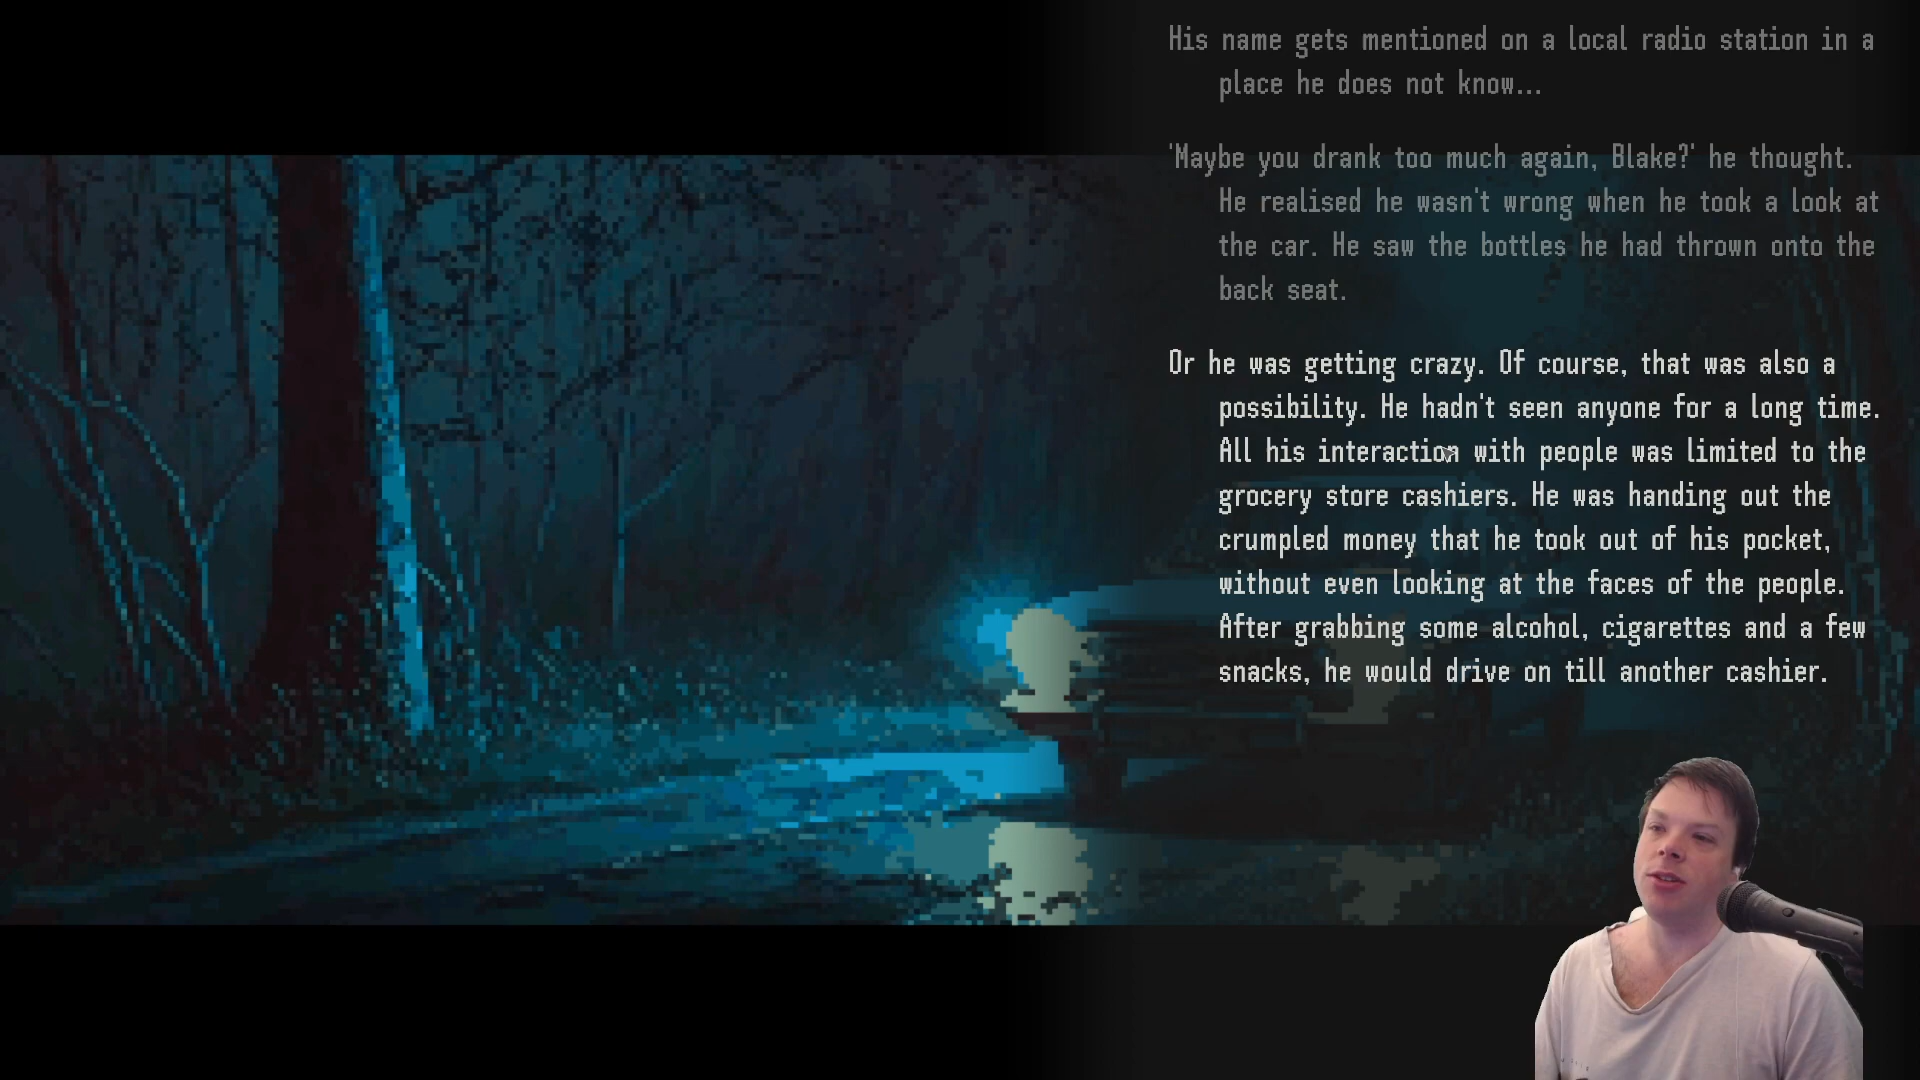 His name gets mentioned on a local radio station in a
place he does not know...
'Maybe you drank too much again, Blake?' he thought.
He realised he wasn't wrong when he took a look at
the car. He saw the bottles he had thrown onto the
back seat.
Or he was getting crazy. Of course, that was also a
possibility. He hadn't seen anyone for a long time.
All his interaction with people was limited to the
grocery store cashiers. He was handing out the
crumpled money that he took out of his pocket,
without even looking at the faces of the people.
After grabbing some alcohol, cigarettes and a few
snacks, he would drive on till another cashier.